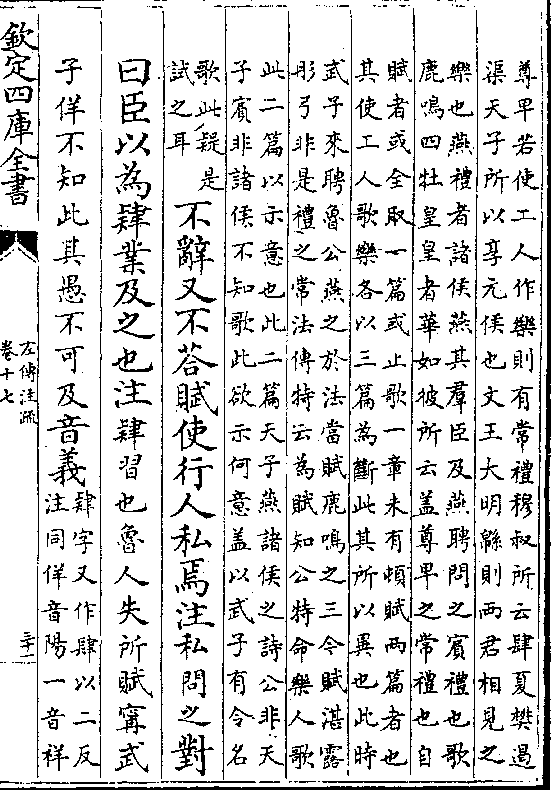 尊卑若使工人作樂則有常禮穆叔所云肆夏樊遏
渠天子所以享元侯也文王大明緜則兩君相見之
樂也燕禮者諸侯燕其羣臣及燕聘問之賓禮也歌
鹿鳴四牡皇皇者華如彼所云蓋尊卑之常禮也自
賦者或全取一篇或止歌一章未有頓賦兩篇者也
其使工人歌樂各以三篇為斷此其所以異也此時
武子來聘魯公燕之於法當賦鹿鳴之三今賦湛露
彤弓非是禮之常法傳特云為賦知公特命樂人歌
此二篇以示意也此二篇天子燕諸侯之詩公非天
子賓非諸侯不知歌此欲示何意蓋以武子有令名
歌此疑是
試之耳
不辭又不荅賦使行人私焉注私問之對
曰臣以為肄業及之也注肄習也魯人失所賦寗武
子佯不知此其愚不可及音義
肄字又作肆以二反
注同佯音陽一音祥
欽定四庫全書
左傳注疏
卷十七